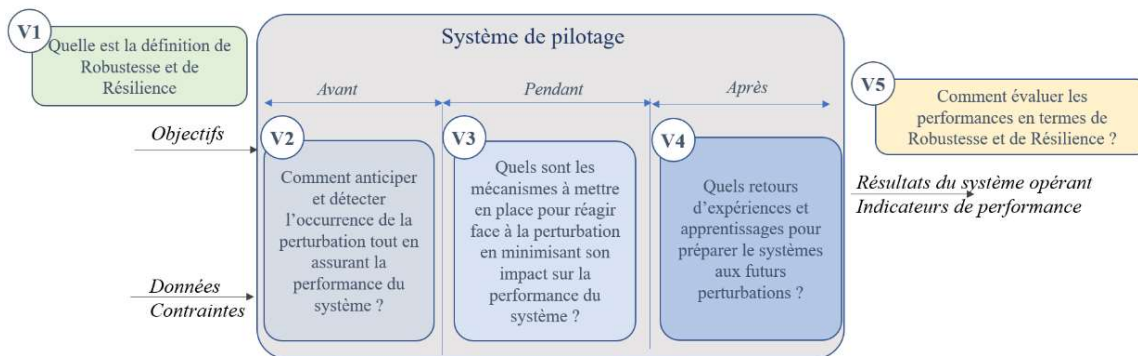 V1
Quelle est la définition de
Robustesse et de
Résilience
Système de pilotage
Avant
Pendant
Après
Objectifs
Données
Contraintes
V2
Comment anticiper
et détecter
l’occurrence de la
perturbation tout en
assurant la
performance du
système ?
V3
Quels sont les
mécanismes à mettre
en place pour réagir
face à la perturbation
en minimisant son
impact sur la
performance du
système ?
V4
Quels retours
d’expériences et
apprentissages pour
préparer le systèmes
aux futurs
perturbations ?
V5
Comment évaluer les
performances en termes de
Robustesse et de Résilience ?
Résultats du système opérant
Indicateurs de performance